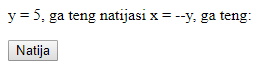 y = 5, ga teng natijasi x = --y, ga teng:
Natija